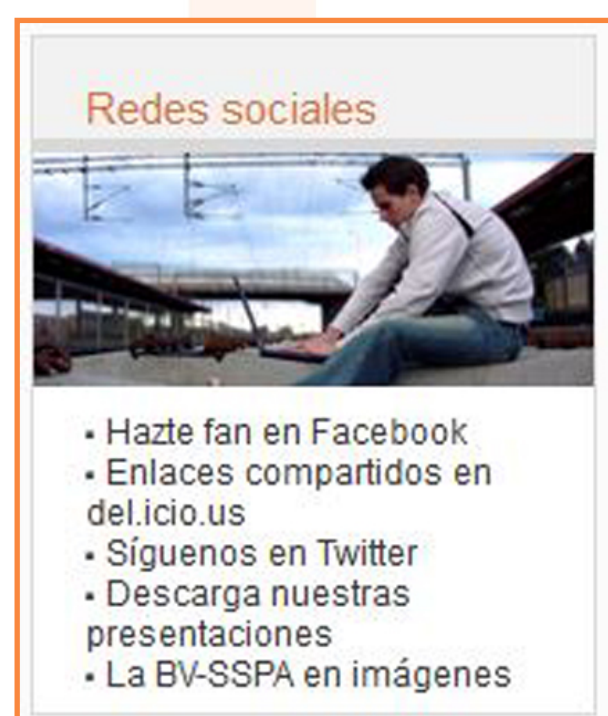 Redes sociales
▪ Hazte fan en Facebook
▪ Enlaces compartidos en
del.icio.us
▪ Síguenos en Twitter
▪ Descarga nuestras
presentaciones
▪ La BV-SSPA en imágenes